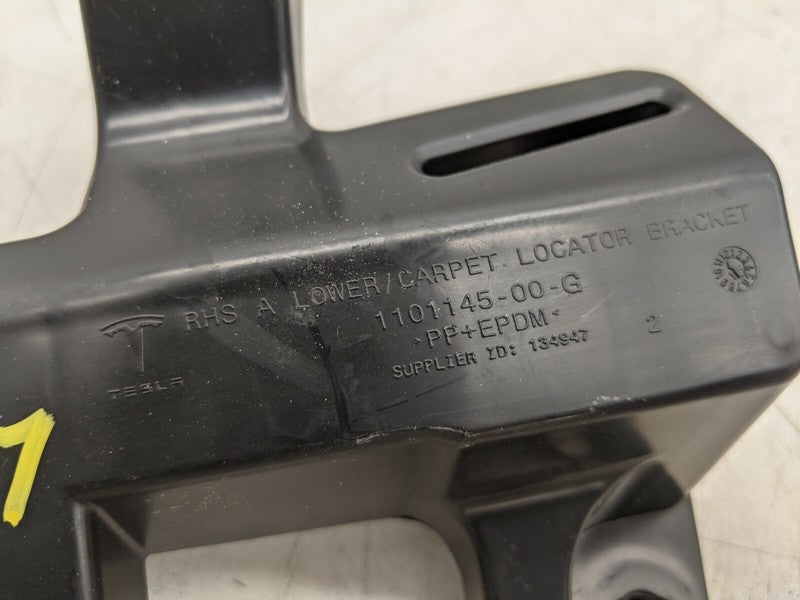 RHS A LOWER/CARPET LOCATOR BRACKET
1101145-00-G
>PP+EPDM<
SUPPLIER ID: 134947
2
TESLA